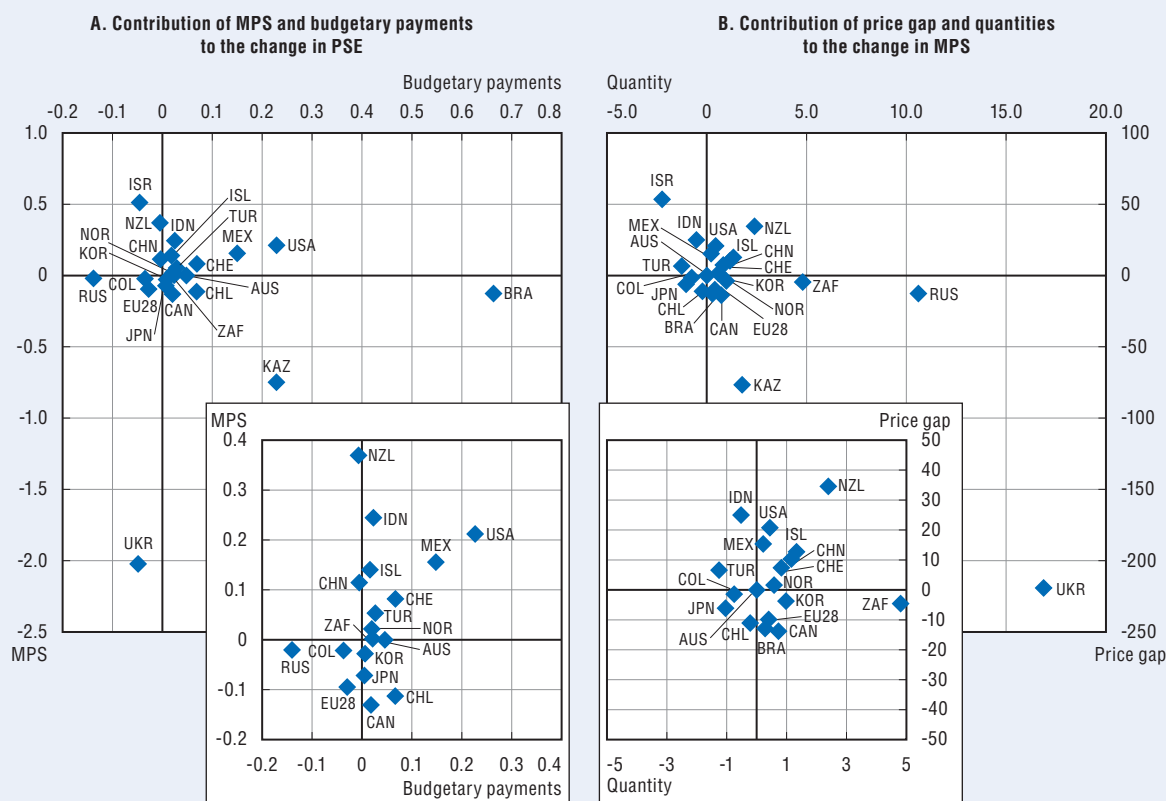 A. Contribution of MPS and budgetary payments
to the change in PSE
Budgetary payments
-0.2 -0.1 0 0.1 0.2 0.3 0.4 0.5 0.6 0.7 0.8
1.0
0.5
0
-0.5
-1.0
-1.5
-2.0
-2.5
MPS
ISR
ISL
NZL
IDN
TUR
NOR
CHN
MEX
USA
KOR
CHE
RUS
COL
AUS
CHL
BRA
EU28
CAN
JPN
ZAF
KAZ
UKR
MPS
0.4
0.3
0.2
0.1
0
-0.1
-0.2
NZL
IDN
USA
MEX
ISL
CHN
CHE
TUR
ZAF
NOR
AUS
RUS
COL
KOR
JPN
EU28
CHL
CAN
-0.2 -0.1 0 0.1 0.2 0.3 0.4
Budgetary payments
B. Contribution of price gap and quantities
to the change in MPS
Quantity
-5.0 0 5.0 10.0 15.0 20.0
100
50
0
-50
-100
-150
-200
-250
Price gap
ISR
MEX
IDN
USA
NZL
AUS
ISL
CHN
TUR
CHE
COL
KOR
ZAF
RUS
JPN
CHL
NOR
BRA
CAN
EU28
KAZ
UKR
Price gap
50
40
30
20
10
0
-10
-20
-30
-40
-50
NZL
IDN
USA
ISL
MEX
CHN
TUR
CHE
COL
NOR
JPN
KOR
ZAF
EU28
AUS
CHL
CAN
BRA
-5 -3 -1 1 3 5
Quantity